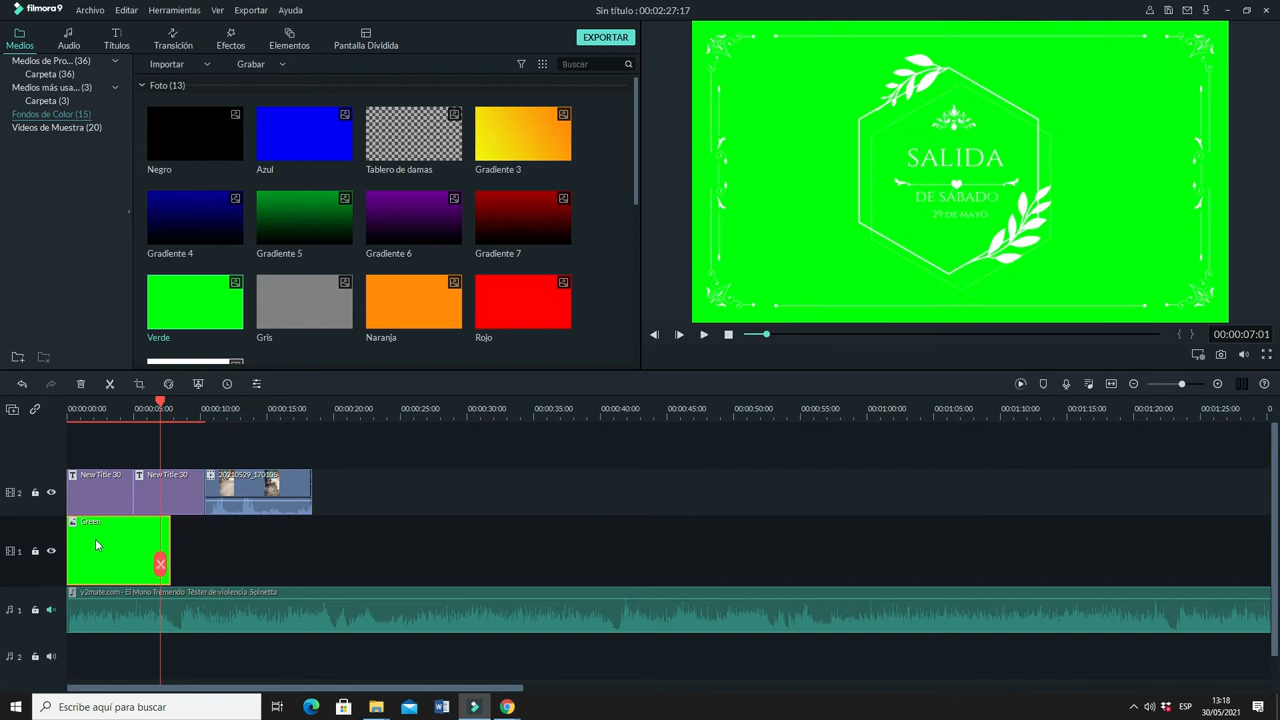 filmora9 Archivo Editar Herramientas Ver Exportar Ayuda Sin título : 00:02:27:17
Medios Audio Títulos Transición Efectos Elementos Pantalla Dividida EXPORTAR
Medios de Pro... (36)
Carpeta (36)
Medios más usa... (3)
Carpeta (3)
Fondos de Color (15)
Videos de Muestra (20)
Importar Grabar Buscar
Foto (13)
Negro Azul Tablero de damas Gradiente 3
Gradiente 4 Gradiente 5 Gradiente 6 Gradiente 7
Verde Gris Naranja Rojo
SALIDA
DE SABADO
29 DE MAYO
00:00:07:01
00:00:00:00 00:00:05:00 00:00:10:00 00:00:15:00 00:00:20:00 00:00:25:00 00:00:30:00 00:00:35:00 00:00:40:00 00:00:45:00 00:00:50:00 00:00:55:00 00:01:00:00 00:01:05:00 00:01:10:00 00:01:15:00 00:01:20:00 00:01:25:00 0
2 T New Title 30 T New Title 30 20210529_170105
1 Green
1 y2mate.com - El Mono Tremendo Téster de violencia Spinetta
2
Escribe aquí para buscar
ESP
13:18
30/05/2021